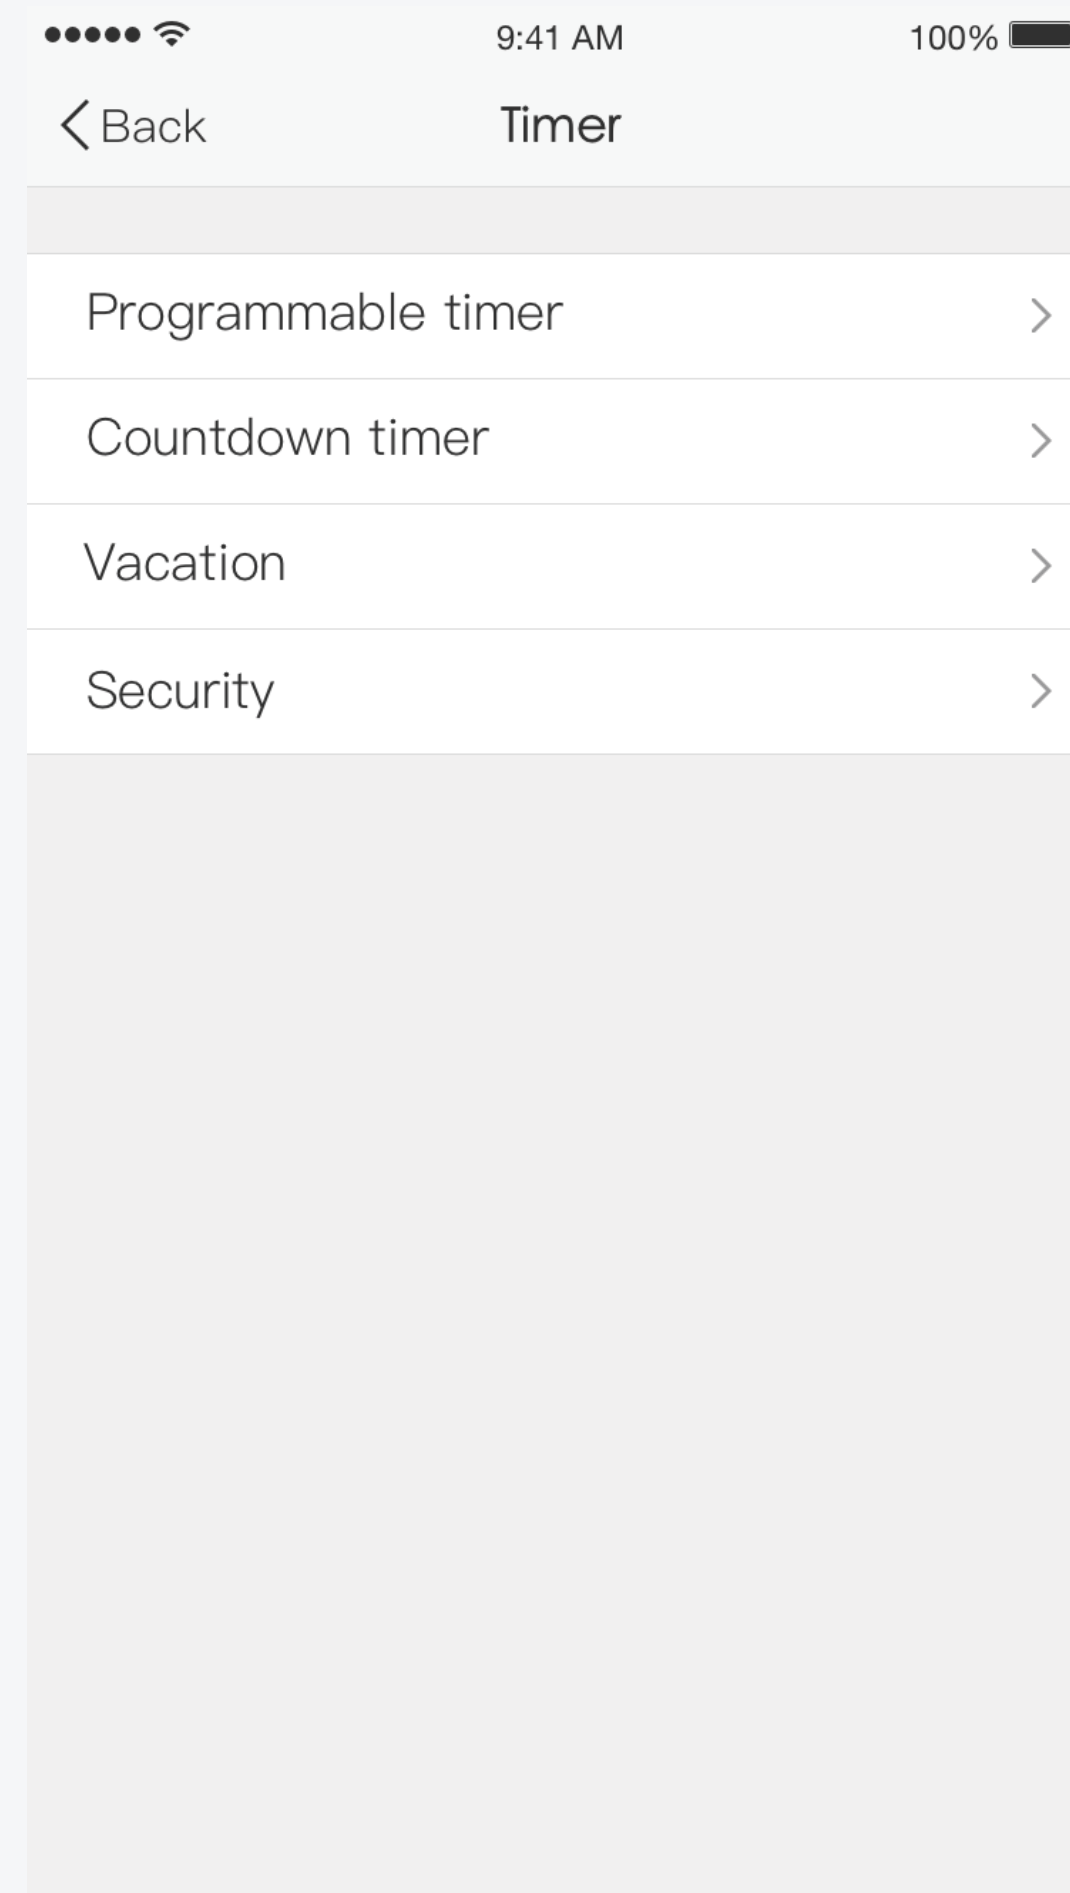 9:41 AM 100%
Back Timer
Programmable timer
Countdown timer
Vacation
Security